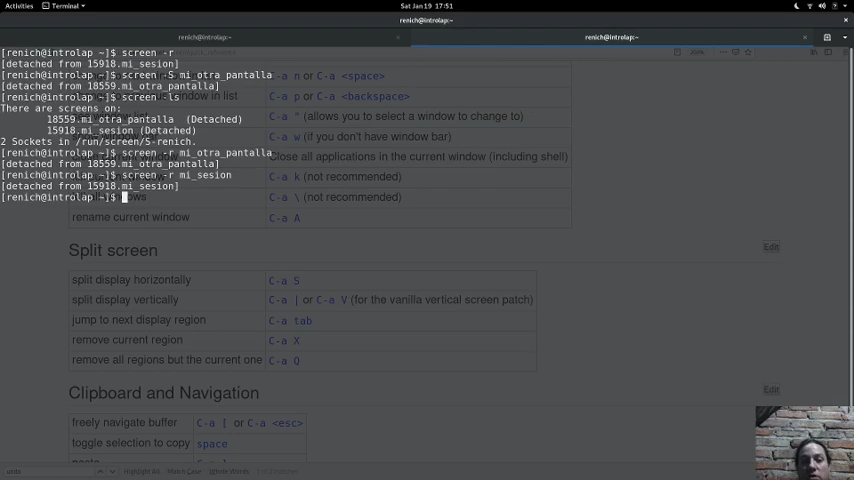 Activities
Terminal
Sat Jan 19 17:51
renich@introlap:~
renich@introlap:~
renich@introlap:~
[renich@introlap ~]$ screen -r
[detached from 15918.mi_sesion]
[renich@introlap ~]$ screen -S mi_otra_pantalla
[detached from 18559.mi_otra_pantalla]
[renich@introlap ~]$ screen -ls
There are screens on:
18559.mi_otra_pantalla (Detached)
15918.mi_sesion (Detached)
2 Sockets in /run/screen/S-renich.
[renich@introlap ~]$ screen -r mi_otra_pantalla
[detached from 18559.mi_otra_pantalla]
[renich@introlap ~]$ screen -r mi_sesion
[detached from 15918.mi_sesion]
[renich@introlap ~]$
C-a n or C-a <space>
C-a p or C-a <backspace>
C-a " (allows you to select a window to change to)
C-a w (if you don't have window bar)
Close all applications in the current window (including shell)
C-a k (not recommended)
C-a \ (not recommended)
rename current window C-a A
Split screen
Edit
split display horizontally C-a S
split display vertically C-a | or C-a V (for the vanilla vertical screen patch)
jump to next display region C-a tab
remove current region C-a X
remove all regions but the current one C-a Q
Clipboard and Navigation
Edit
freely navigate buffer C-a [ or C-a <esc>
toggle selection to copy space
undo
Highlight All
Match Case
Whole Words